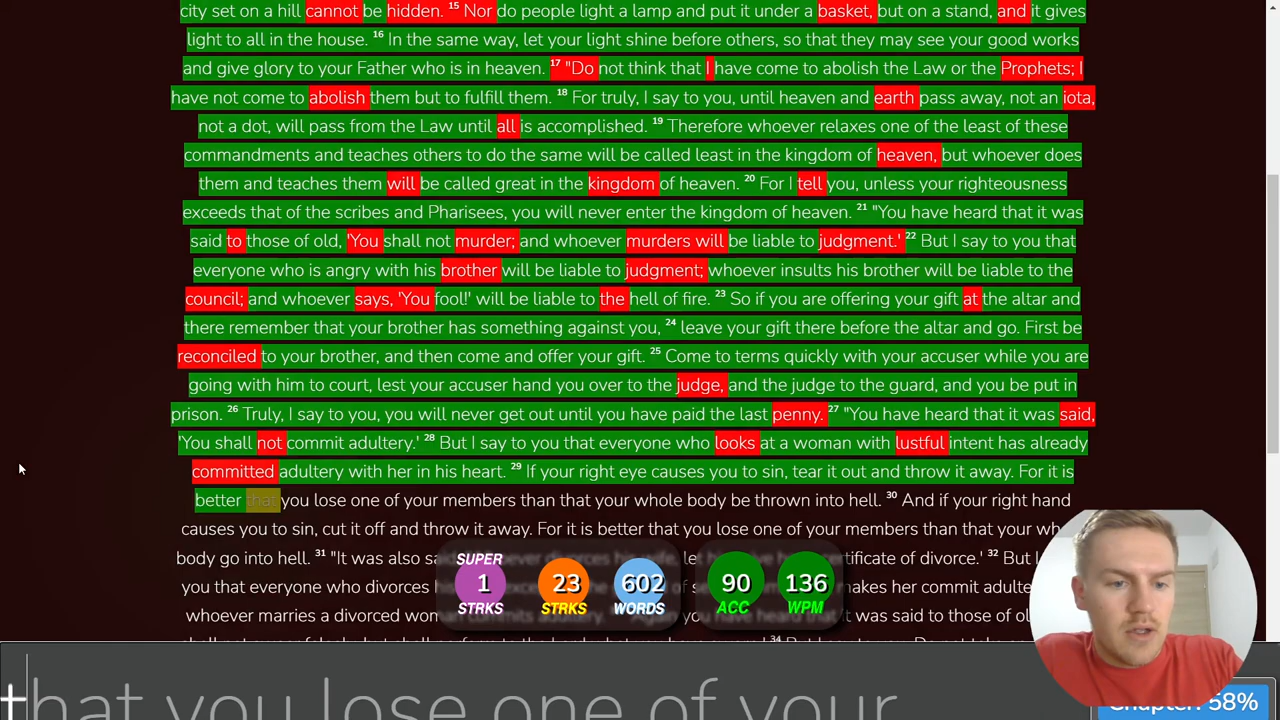 city set on a hill cannot be hidden. 15 Nor do people light a lamp and put it under a basket, but on a stand, and it gives
light to all in the house. 16 In the same way, let your light shine before others, so that they may see your good works
and give glory to your Father who is in heaven. 17 "Do not think that I have come to abolish the Law or the Prophets; I
have not come to abolish them but to fulfill them. 18 For truly, I say to you, until heaven and earth pass away, not an iota,
not a dot, will pass from the Law until all is accomplished. 19 Therefore whoever relaxes one of the least of these
commandments and teaches others to do the same will be called least in the kingdom of heaven, but whoever does
them and teaches them will be called great in the kingdom of heaven. 20 For I tell you, unless your righteousness
exceeds that of the scribes and Pharisees, you will never enter the kingdom of heaven. 21 "You have heard that it was
said to those of old, 'You shall not murder; and whoever murders will be liable to judgment.' 22 But I say to you that
everyone who is angry with his brother will be liable to judgment; whoever insults his brother will be liable to the
council; and whoever says, 'You fool!' will be liable to the hell of fire. 23 So if you are offering your gift at the altar and
there remember that your brother has something against you, 24 leave your gift there before the altar and go. First be
reconciled to your brother, and then come and offer your gift. 25 Come to terms quickly with your accuser while you are
going with him to court, lest your accuser hand you over to the judge, and the judge to the guard, and you be put in
prison. 26 Truly, I say to you, you will never get out until you have paid the last penny. 27 "You have heard that it was said,
'You shall not commit adultery.' 28 But I say to you that everyone who looks at a woman with lustful intent has already
committed adultery with her in his heart. 29 If your right eye causes you to sin, tear it out and throw it away. For it is
better that you lose one of your members than that your whole body be thrown into hell. 30 And if your right hand
causes you to sin, cut it off and throw it away. For it is better that you lose one of your members than that your
body go into hell. 31 "It was also ever divorces his wife, let certificate of divorce.' 32 But
you that everyone who divorces makes her commit
whoever marries a divorced commits adultery. you have heard was said to those of
SUPER 1 STRKS
23 STRKS
602 WORDS
90 ACC
136 WPM
that you lose one of your
Chapter: 58%